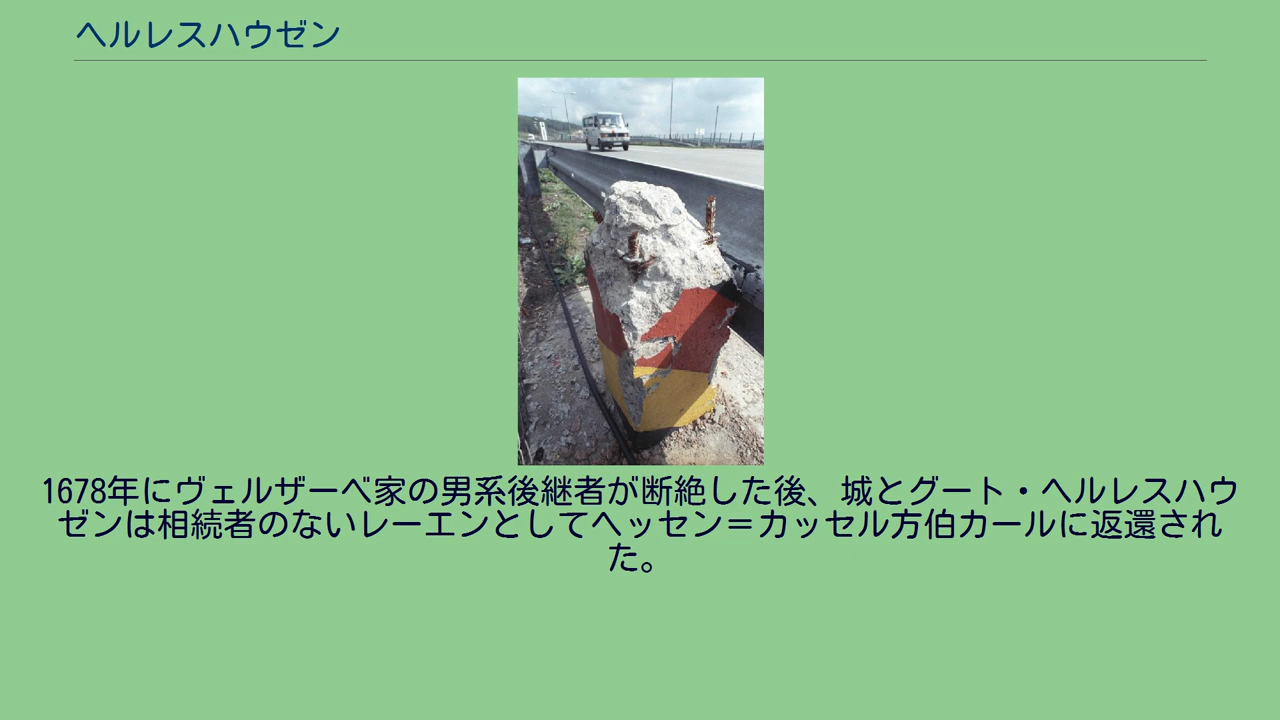 ヘルレスハウゼン
1678年にヴェルザーベ家の男系後継者が断絶した後、城とグート・ヘルレスハウ
ゼンは相続者のないレーエンとしてヘッセン＝カッセル方伯カールに返還され
た。